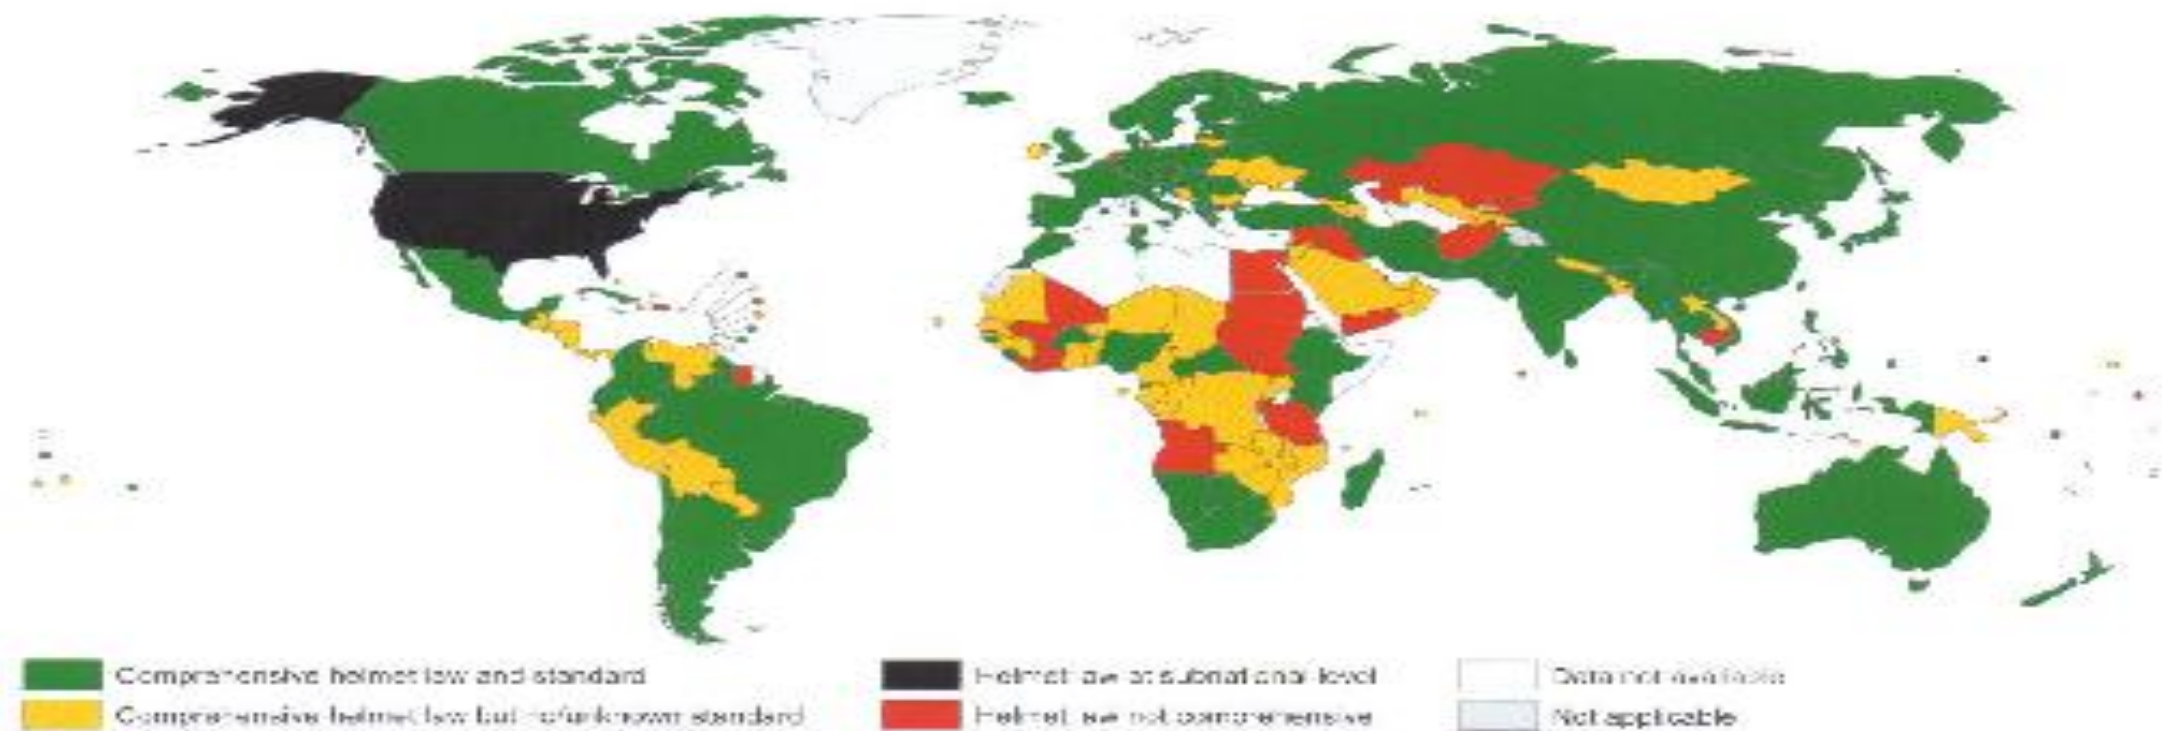 Comprehensive helmet law and standard
Comprehensive helmet law but no/unknown standard
Helmet law at subnational level
Helmet law not comprehensive
Data not available
Not applicable